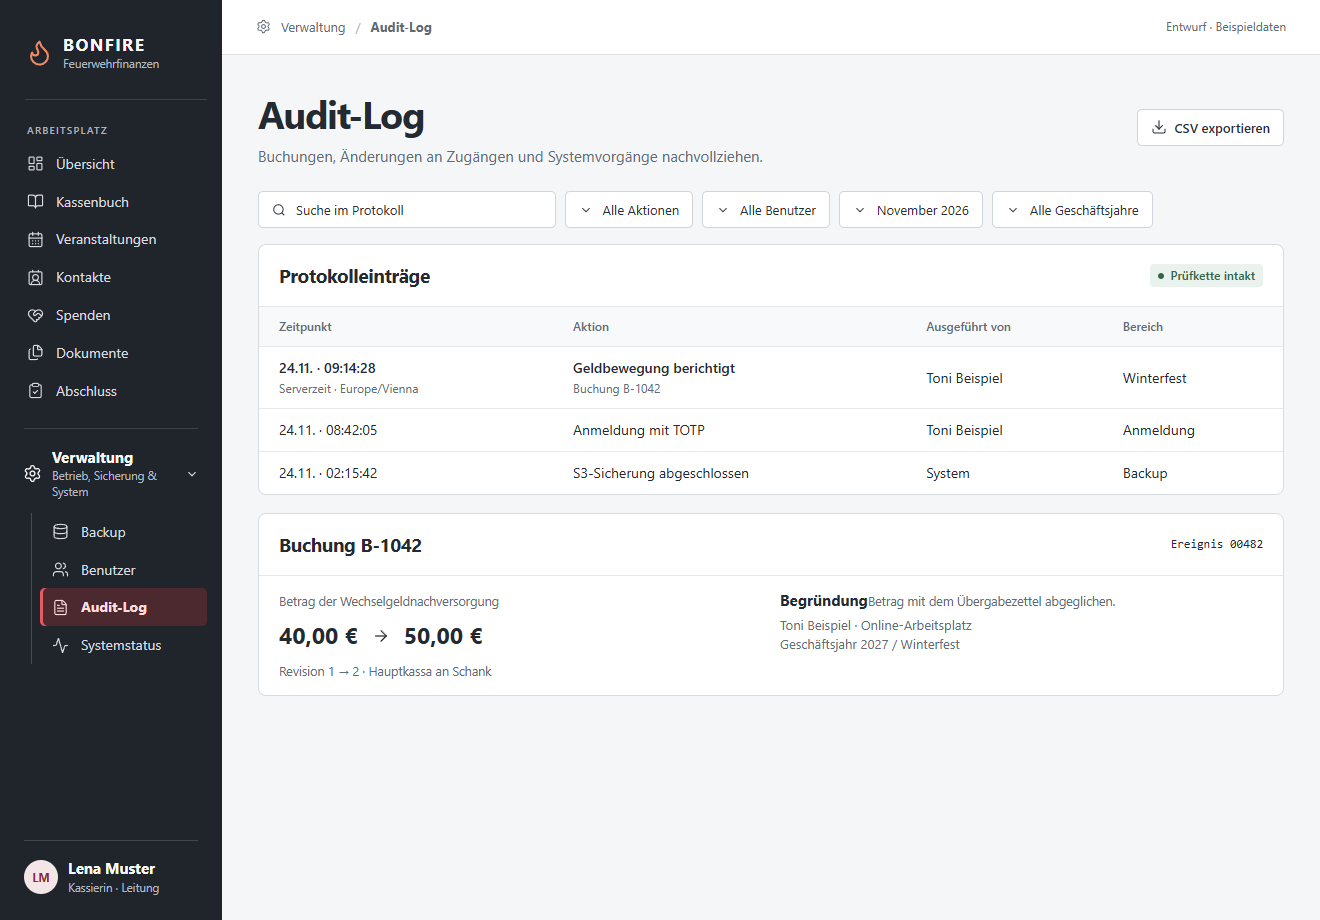 BONFIRE
Feuerwehrfinanzen
ARBEITSPLATZ
Übersicht
Kassenbuch
Veranstaltungen
Kontakte
Spenden
Dokumente
Abschluss
Verwaltung
Betrieb, Sicherung &
System
Backup
Benutzer
Audit-Log
Systemstatus
LM
Lena Muster
Kassierin · Leitung
Verwaltung / Audit-Log
Entwurf · Beispieldaten
Audit-Log
Buchungen, Änderungen an Zugängen und Systemvorgänge nachvollziehen.
CSV exportieren
Suche im Protokoll
Alle Aktionen
Alle Benutzer
November 2026
Alle Geschäftsjahre
Protokolleinträge
Prüfkette intakt
Zeitpunkt Aktion Ausgeführt von Bereich
24.11. · 09:14:28 Geldbewegung berichtigt Toni Beispiel Winterfest
Serverzeit · Europe/Vienna Buchung B-1042
24.11. · 08:42:05 Anmeldung mit TOTP Toni Beispiel Anmeldung
24.11. · 02:15:42 S3-Sicherung abgeschlossen System Backup
Buchung B-1042
Ereignis 00482
Betrag der Wechselgeldnachversorgung
40,00 € → 50,00 €
Revision 1 → 2 · Hauptkassa an Schank
BegründungBetrag mit dem Übergabezettel abgeglichen.
Toni Beispiel · Online-Arbeitsplatz
Geschäftsjahr 2027 / Winterfest